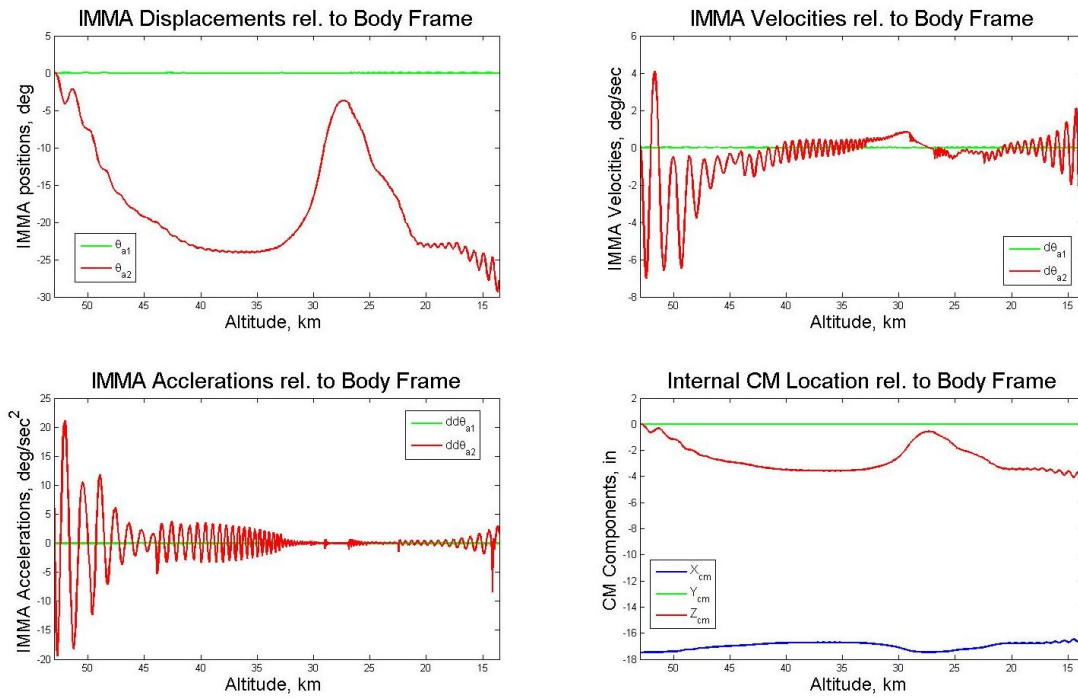 IMMA Displacements rel. to Body Frame
5
0
-5
-10
-15
-20
-25
-30
IMMA positions, deg
θa1
θa2
50 45 40 35 30 25 20 15
Altitude, km
IMMA Velocities rel. to Body Frame
6
4
2
0
-2
-4
-6
-8
IMMA Velocities, deg/sec
dθa1
dθa2
50 45 40 35 30 25 20 15
Altitude, km
IMMA Acclerations rel. to Body Frame
25
20
15
10
5
0
5
10
15
20
IMMA Accelerations, deg/sec²
ddθa1
ddθa2
50 45 40 35 30 25 20 15
Altitude, km
Internal CM Location rel. to Body Frame
2
0
-2
-4
-6
-8
-10
-12
-14
-16
-18
CM Components, in
Xcm
Ycm
Zcm
50 45 40 35 30 25 20 15
Altitude, km